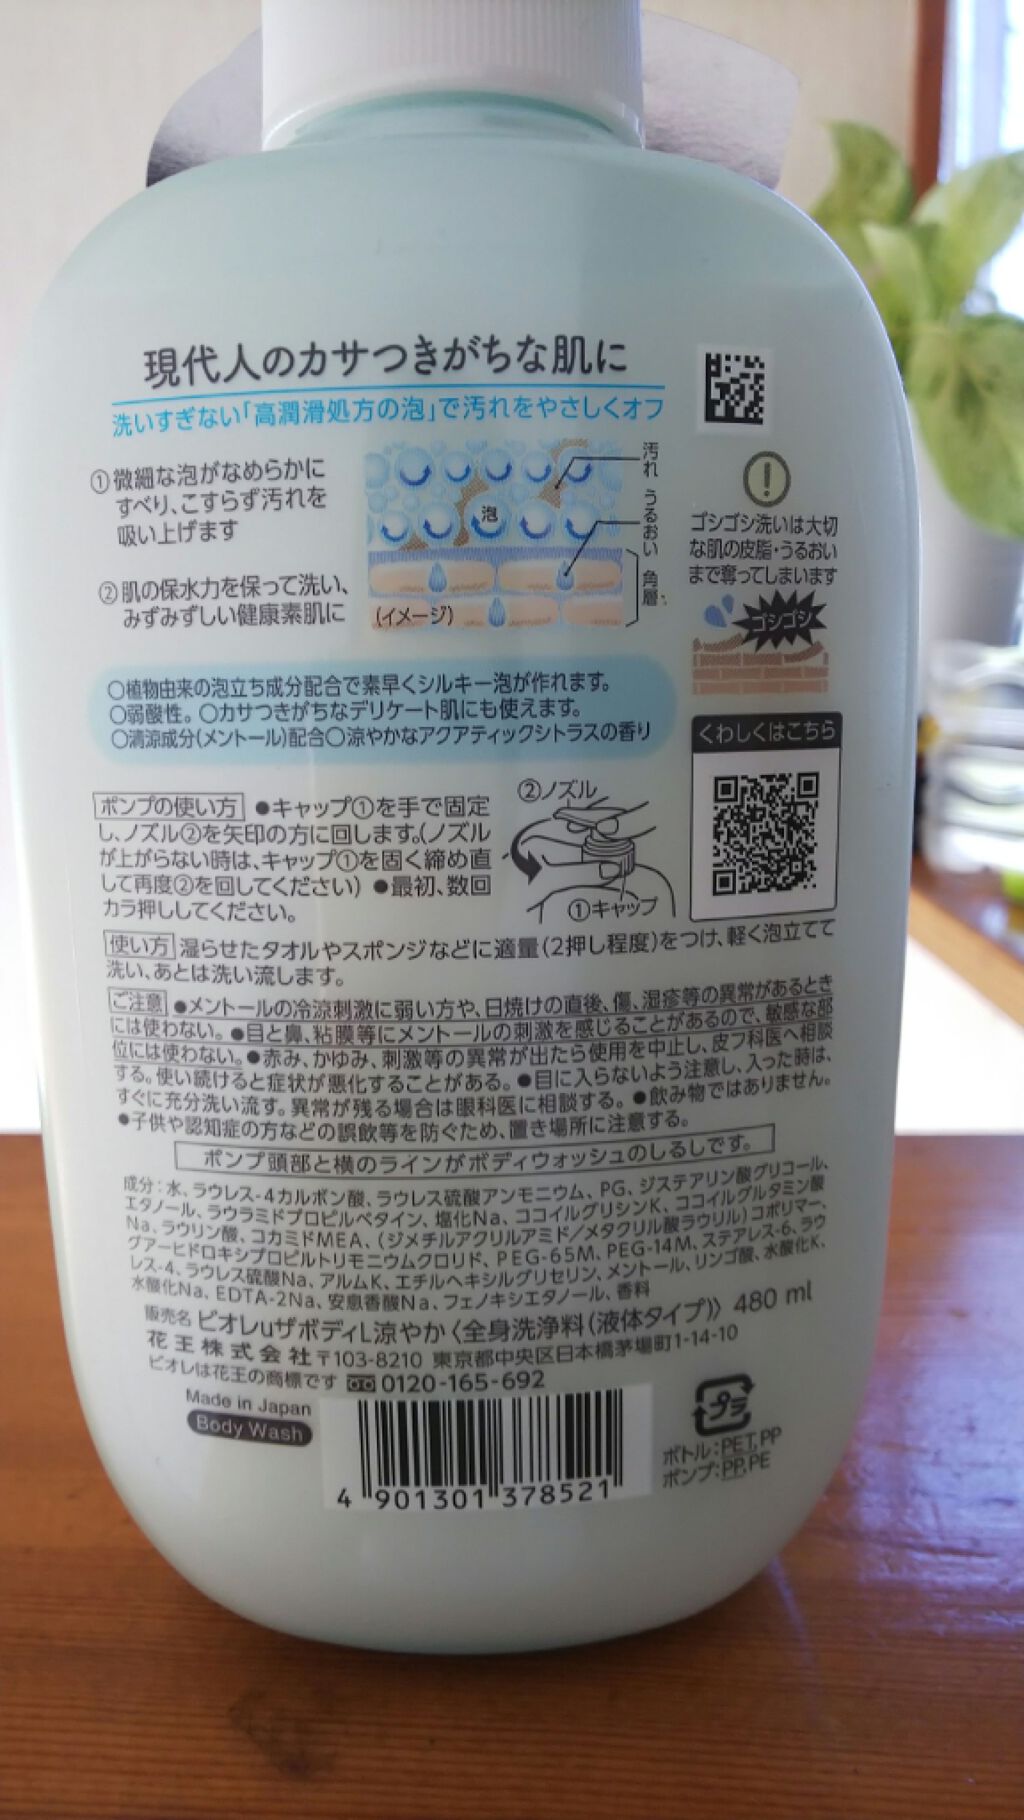 現代人のカサつきがちな肌に
洗いすぎない「高潤滑処方の泡」で汚れをやさしくオフ
①微細な泡がなめらかに
すべり、こすらず汚れを
吸い上げます
②肌の保水力を保って洗い、
みずみずしい健康素肌に
汚れ
うるおい
角層
泡
(イメージ)
ゴシゴシ洗いは大切
な肌の皮脂・うるおい
まで奪ってしまいます
ゴシゴシ
○植物由来の泡立ち成分配合で素早くシルキー泡が作れます。
○弱酸性。○カサつきがちなデリケート肌にも使えます。
○清涼成分(メントール)配合○涼やかなアクアティックシトラスの香り
くわしくはこちら
ポンプの使い方 ●キャップ①を手で固定
し、ノズル②を矢印の方に回します。(ノズル
が上がらない時は、キャップ①を固く締め直
して再度②を回してください) ●最初、数回
カラ押ししてください。
②ノズル
①キャップ
使い方 湿らせたタオルやスポンジなどに適量(2押し程度)をつけ、軽く泡立てて
洗い、あとは洗い流します。
ご注意 ●メントールの冷涼刺激に弱い方や、日焼けの直後、傷、湿疹等の異常があるとき
には使わない。●目と鼻、粘膜等にメントールの刺激を感じることがあるので、敏感な部
位には使わない。●赤み、かゆみ、刺激等の異常が出たら使用を中止し、皮フ科医へ相談
する。使い続けると症状が悪化することがある。●目に入らないよう注意し、入った時は、
すぐに充分洗い流す。異常が残る場合は眼科医に相談する。●飲み物ではありません。
●子供や認知症の方などの誤飲等を防ぐため、置き場所に注意する。
ポンプ頭部と横のラインがボディウォッシュのしるしです。
成分：水、ラウレス-4カルボン酸、ラウレス硫酸アンモニウム、PG、ジステアリン酸グリコール、
エタノール、ラウラミドプロピルベタイン、塩化Na、ココイルグリシンK、ココイルグルタミン酸
Na、ラウリン酸、コカミドMEA、(ジメチルアクリルアミド/メタクリル酸ラウリル)コポリマー、
グアーヒドロキシプロピルトリモニウムクロリド、PEG-65M、PEG-14M、ステアレス-6、ラウ
レス-4、ラウレス硫酸Na、アルムK、エチルヘキシルグリセリン、メントール、リンゴ酸、水酸化K、
水酸化Na、EDTA-2Na、安息香酸Na、フェノキシエタノール、香料
販売名 ビオレuザボディL涼やか〈全身洗浄料(液体タイプ)〉 480 ml
花王株式会社 〒103-8210 東京都中央区日本橋茅場町1-14-10
ビオレは花王の商標です 0120-165-692
Made in Japan
Body Wash
4 901301 378521
プラ
ボトル：PET,PP
ポンプ：PP,PE